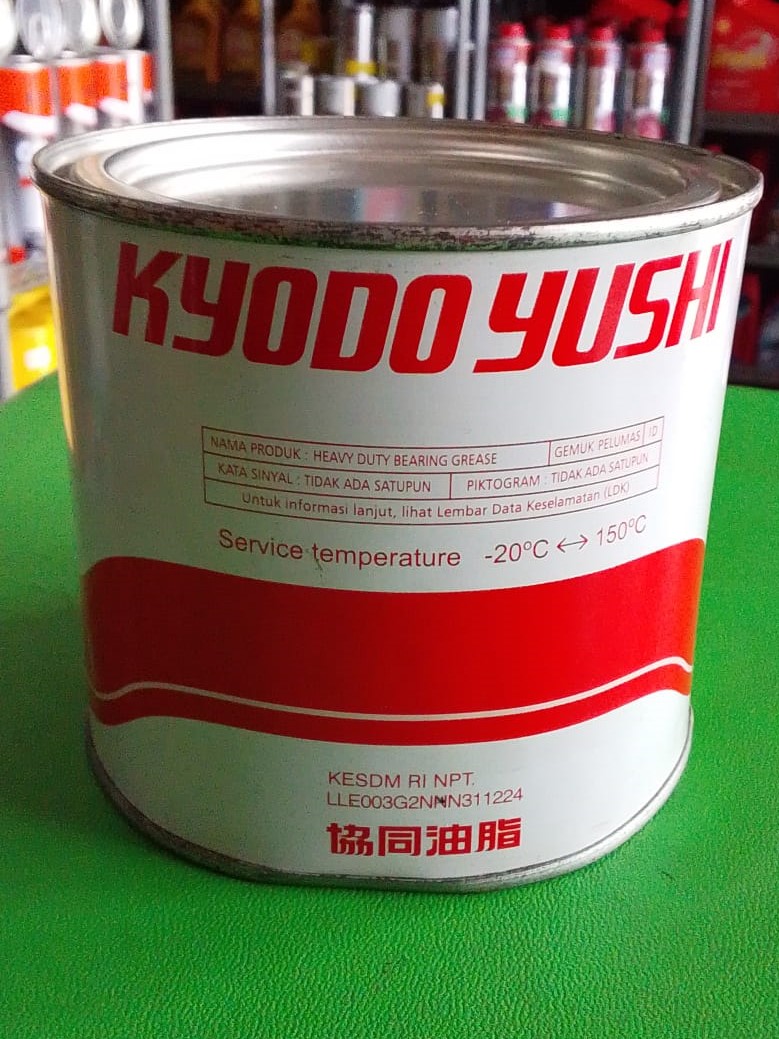 KYODO YUSHI
NAMA PRODUK : HEAVY DUTY BEARING GREASE GEMUK PELUMAS ID
KATA SINYAL : TIDAK ADA SATUPUN PIKTOGRAM : TIDAK ADA SATUPUN
Untuk informasi lanjut, lihat Lembar Data Keselamatan (LDK)
Service temperature -20°C ↔ 150°C
KESDM RI NPT.
LLE003G2NNN311224
協同油脂